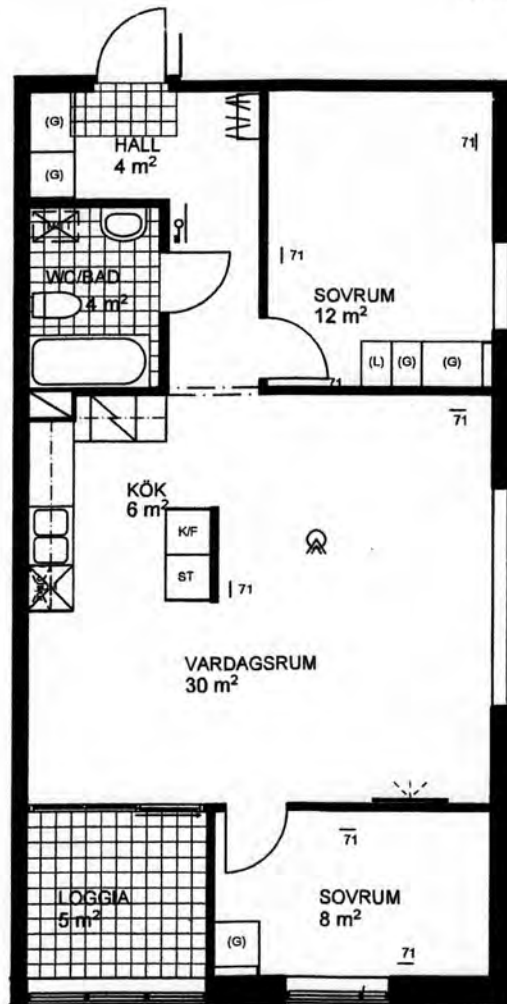 (G)
HALL
4 m²
(G)
71
WC/BAD
4 m²
71
SOVRUM
12 m²
(L) (G) (G)
71
71
KÖK
6 m²
K/F
ST
71
VARDAGSRUM
30 m²
71
LOGGIA
5 m²
SOVRUM
8 m²
(G)
71